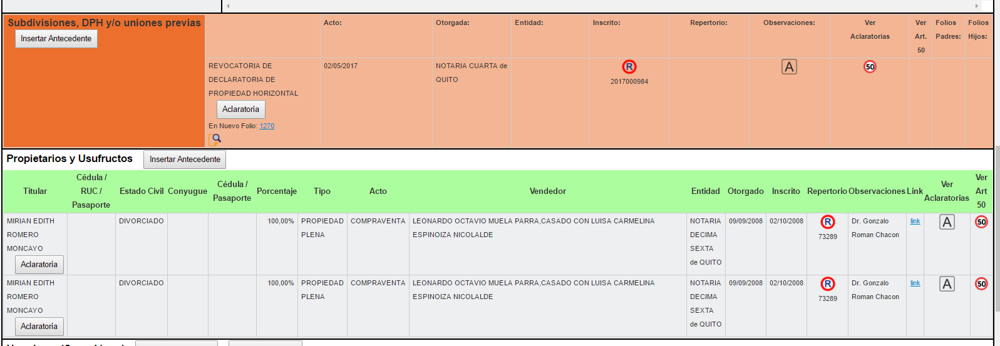 Subdivisiones, DPH y/o uniones previas
Insertar Antecedente
Acto: Otorgada: Entidad: Inscrito: Repertorio: Observaciones: Ver Aclaratorias Ver Art. 50 Folios Padres: Folios Hijos:
REVOCATORIA DE 02/05/2017 NOTARIA CUARTA de R A 50
DECLARATORIA DE QUITO 2017000984
PROPIEDAD HORIZONTAL
Aclaratoria
En Nuevo Folio: 1270
Propietarios y Usufructos Insertar Antecedente
Titular Cédula / RUC / Pasaporte Estado Civil Conyugue Cédula / Pasaporte Porcentaje Tipo Acto Vendedor Entidad Otorgado Inscrito Repertorio Observaciones Link Ver Aclaratorias Ver Art 50
MIRIAN EDITH DIVORCIADO 100,00% PROPIEDAD COMPRAVENTA LEONARDO OCTAVIO MUELA PARRA,CASADO CON LUISA CARMELINA NOTARIA 09/09/2008 02/10/2008 R Dr. Gonzalo link A 50
ROMERO PLENA ESPINOIZA NICOLALDE DECIMA 73289 Roman Chacon
MONCAYO SEXTA
Aclaratoria de QUITO
MIRIAN EDITH DIVORCIADO 100,00% PROPIEDAD COMPRAVENTA LEONARDO OCTAVIO MUELA PARRA,CASADO CON LUISA CARMELINA NOTARIA 09/09/2008 02/10/2008 R Dr. Gonzalo link A 50
ROMERO PLENA ESPINOIZA NICOLALDE DECIMA 73289 Roman Chacon
MONCAYO SEXTA
Aclaratoria de QUITO